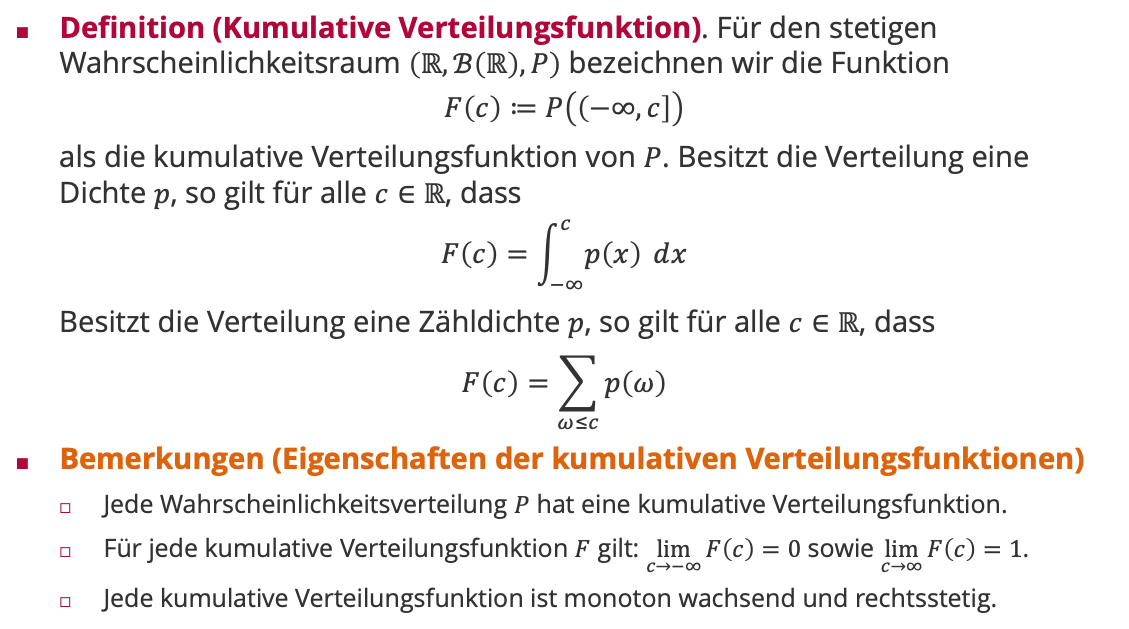 ▪ Definition (Kumulative Verteilungsfunktion). Für den stetigen
Wahrscheinlichkeitsraum (ℝ, ℬ(ℝ), P) bezeichnen wir die Funktion
F(c) ≔ P((−∞, c])
als die kumulative Verteilungsfunktion von P. Besitzt die Verteilung eine
Dichte p, so gilt für alle c ∈ ℝ, dass
F(c) = ∫_{−∞}^{c} p(x) dx
Besitzt die Verteilung eine Zähldichte p, so gilt für alle c ∈ ℝ, dass
F(c) = ∑_{ω≤c} p(ω)
▪ Bemerkungen (Eigenschaften der kumulativen Verteilungsfunktionen)
□ Jede Wahrscheinlichkeitsverteilung P hat eine kumulative Verteilungsfunktion.
□ Für jede kumulative Verteilungsfunktion F gilt: lim_{c→−∞} F(c) = 0 sowie lim_{c→∞} F(c) = 1.
□ Jede kumulative Verteilungsfunktion ist monoton wachsend und rechtsstetig.